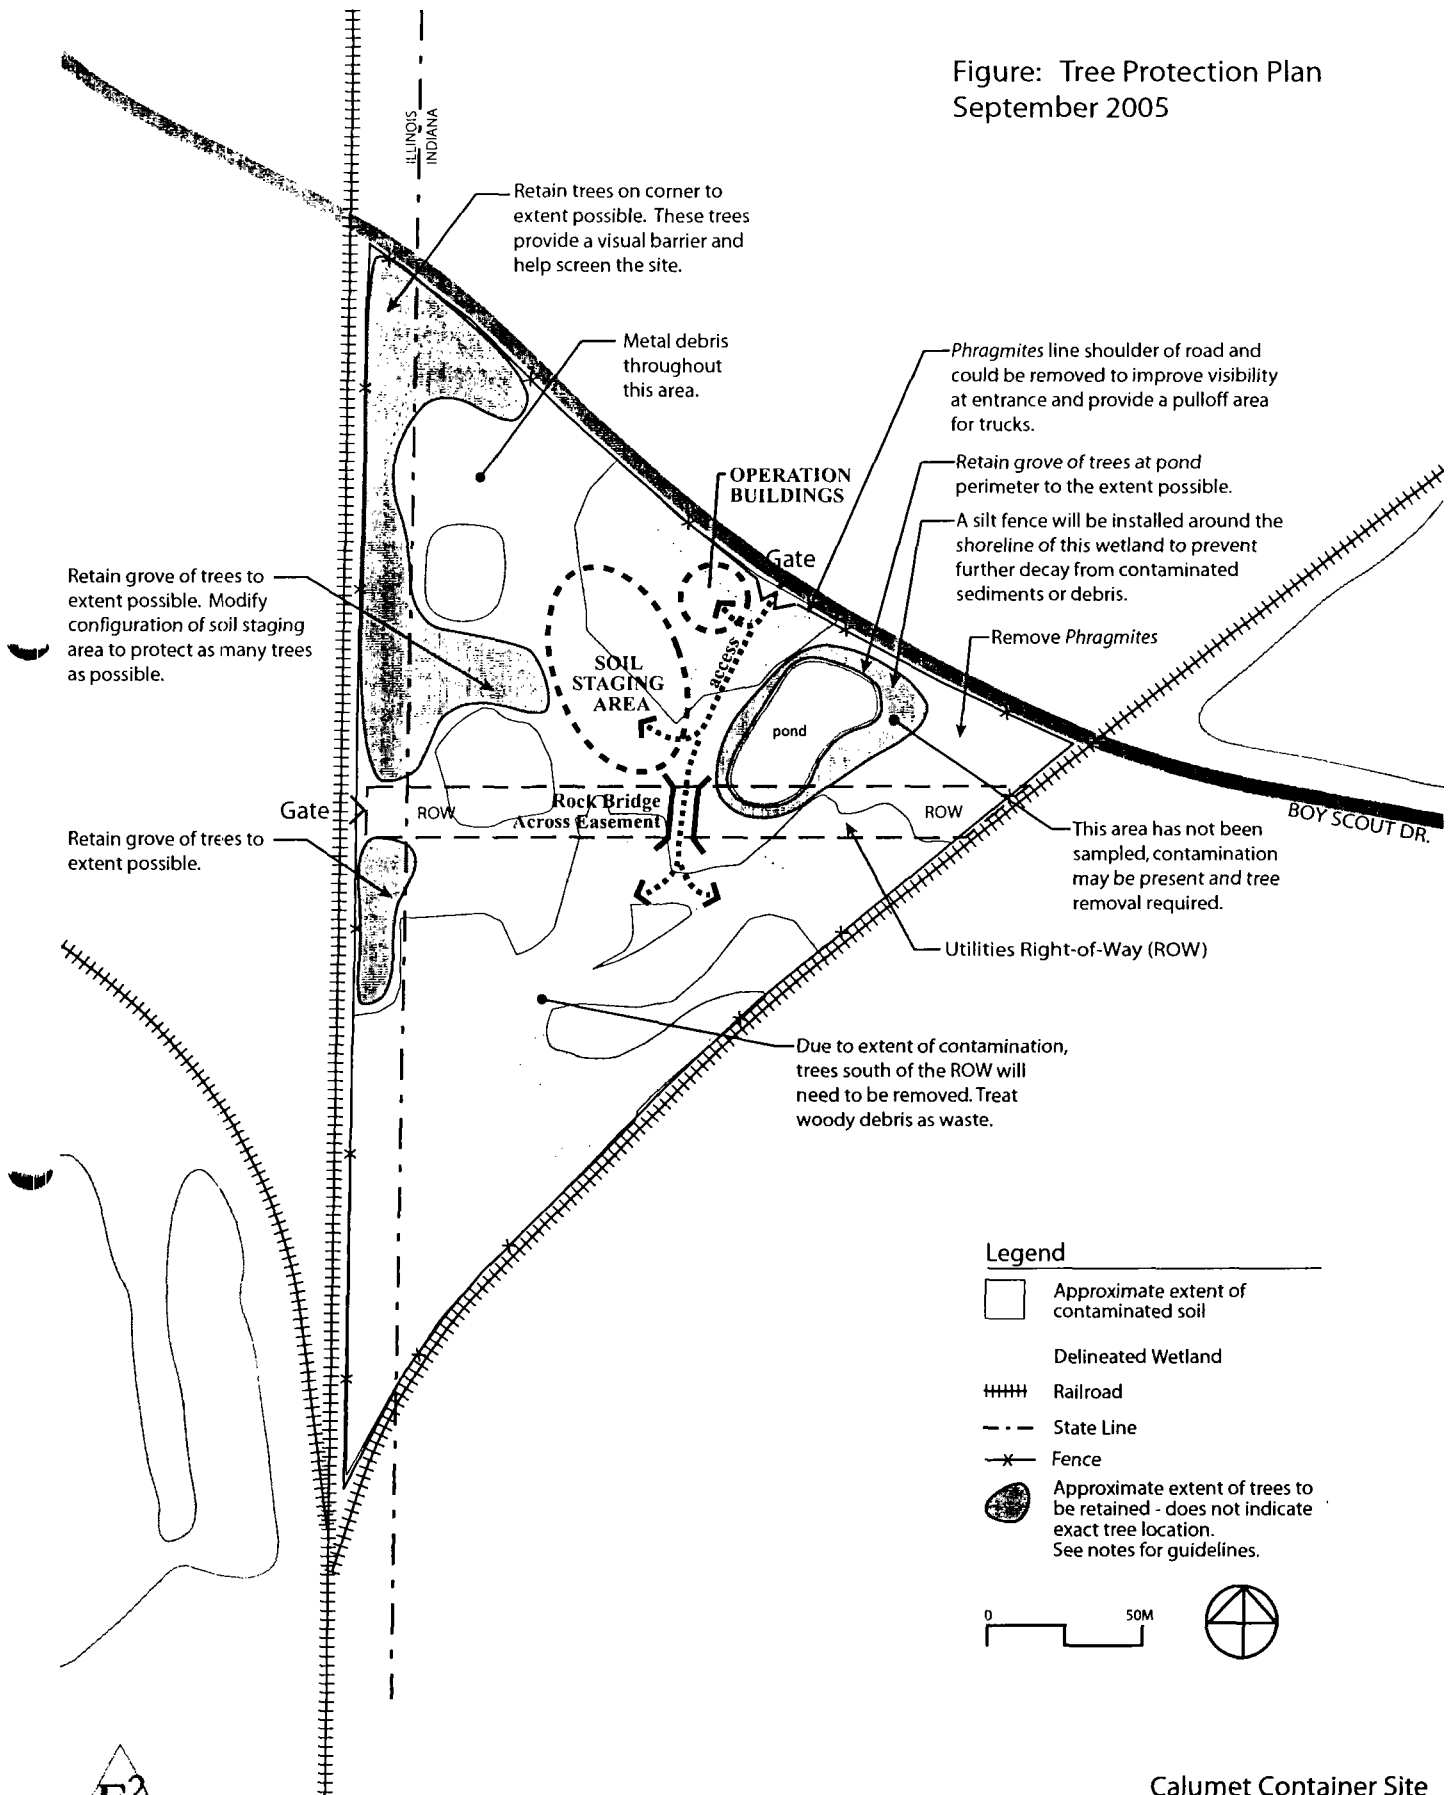 Figure: Tree Protection Plan
September 2005
ILLINOIS
INDIANA
Retain trees on corner to
extent possible. These trees
provide a visual barrier and
help screen the site.
Metal debris
throughout
this area.
Phragmites line shoulder of road and
could be removed to improve visibility
at entrance and provide a pulloff area
for trucks.
OPERATION
BUILDINGS
Retain grove of trees at pond
perimeter to the extent possible.
A silt fence will be installed around the
shoreline of this wetland to prevent
further decay from contaminated
sediments or debris.
Gate
Retain grove of trees to
extent possible. Modify
configuration of soil staging
area to protect as many trees
as possible.
Remove Phragmites
SOIL
STAGING
AREA
access
pond
Gate
ROW
Rock Bridge
Across Easement
ROW
BOY SCOUT DR.
Retain grove of trees to
extent possible.
This area has not been
sampled, contamination
may be present and tree
removal required.
Utilities Right-of-Way (ROW)
Due to extent of contamination,
trees south of the ROW will
need to be removed. Treat
woody debris as waste.
Legend
Approximate extent of
contaminated soil
Delineated Wetland
Railroad
State Line
Fence
Approximate extent of trees to
be retained - does not indicate
exact tree location.
See notes for guidelines.
0 50M
E2
Calumet Container Site